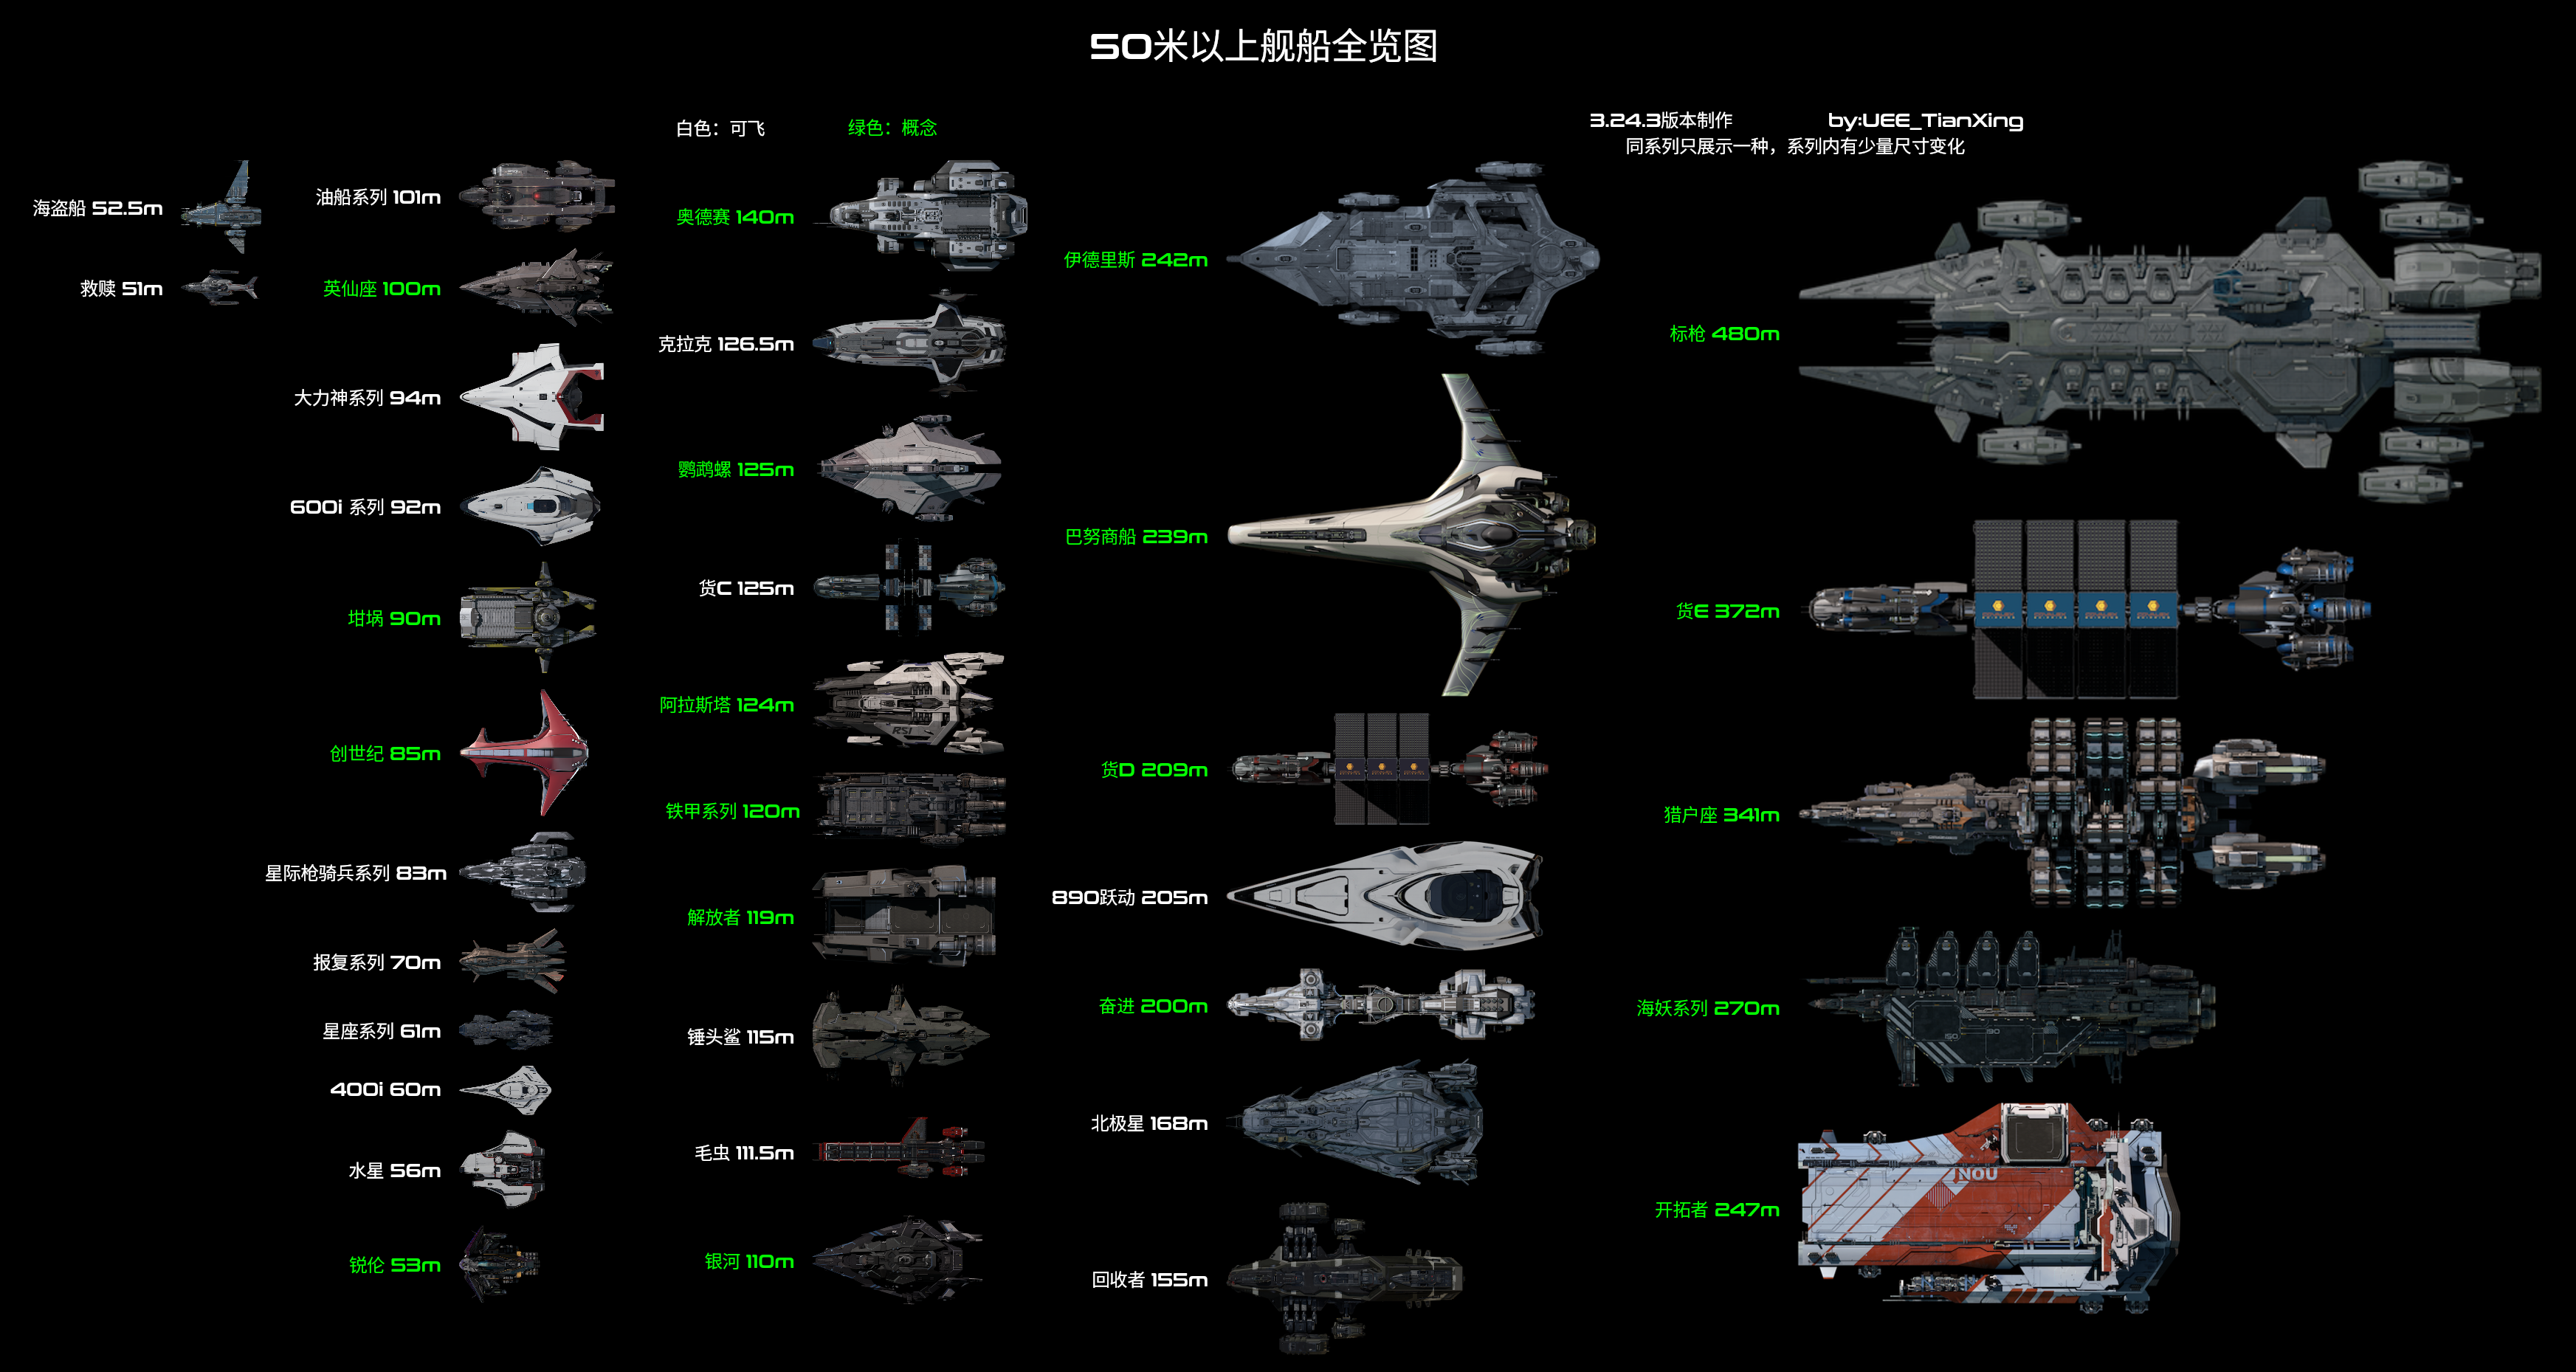 50米以上舰船全览图
白色：可飞
绿色：概念
3.24.3版本制作
by:UEE_TianXing
同系列只展示一种，系列内有少量尺寸变化
海盗船 52.5m
救赎 51m
油船系列 101m
英仙座 100m
大力神系列 94m
600i 系列 92m
坩埚 90m
创世纪 85m
星际枪骑兵系列 83m
报复系列 70m
星座系列 61m
400i 60m
水星 56m
锐伦 53m
奥德赛 140m
克拉克 126.5m
鹦鹉螺 125m
货C 125m
阿拉斯塔 124m
RSI
铁甲系列 120m
解放者 119m
锤头鲨 115m
毛虫 111.5m
银河 110m
伊德里斯 242m
巴努商船 239m
货D 209m
890跃动 205m
奋进 200m
北极星 168m
回收者 155m
标枪 480m
货E 372m
猎户座 341m
海妖系列 270m
开拓者 247m
NOU